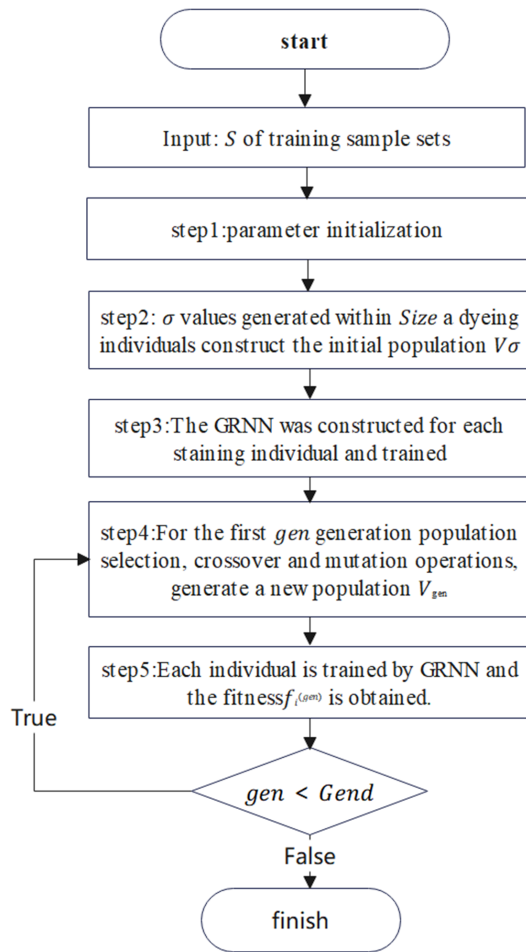 start
Input: S of training sample sets
step1:parameter initialization
step2: σ values generated within Size a dyeing
individuals construct the initial population Vσ
step3:The GRNN was constructed for each
staining individual and trained
step4:For the first gen generation population
selection, crossover and mutation operations,
generate a new population V_gen
step5:Each individual is trained by GRNN and
the fitnessf_i^(gen) is obtained.
True
gen < Gend
False
finish